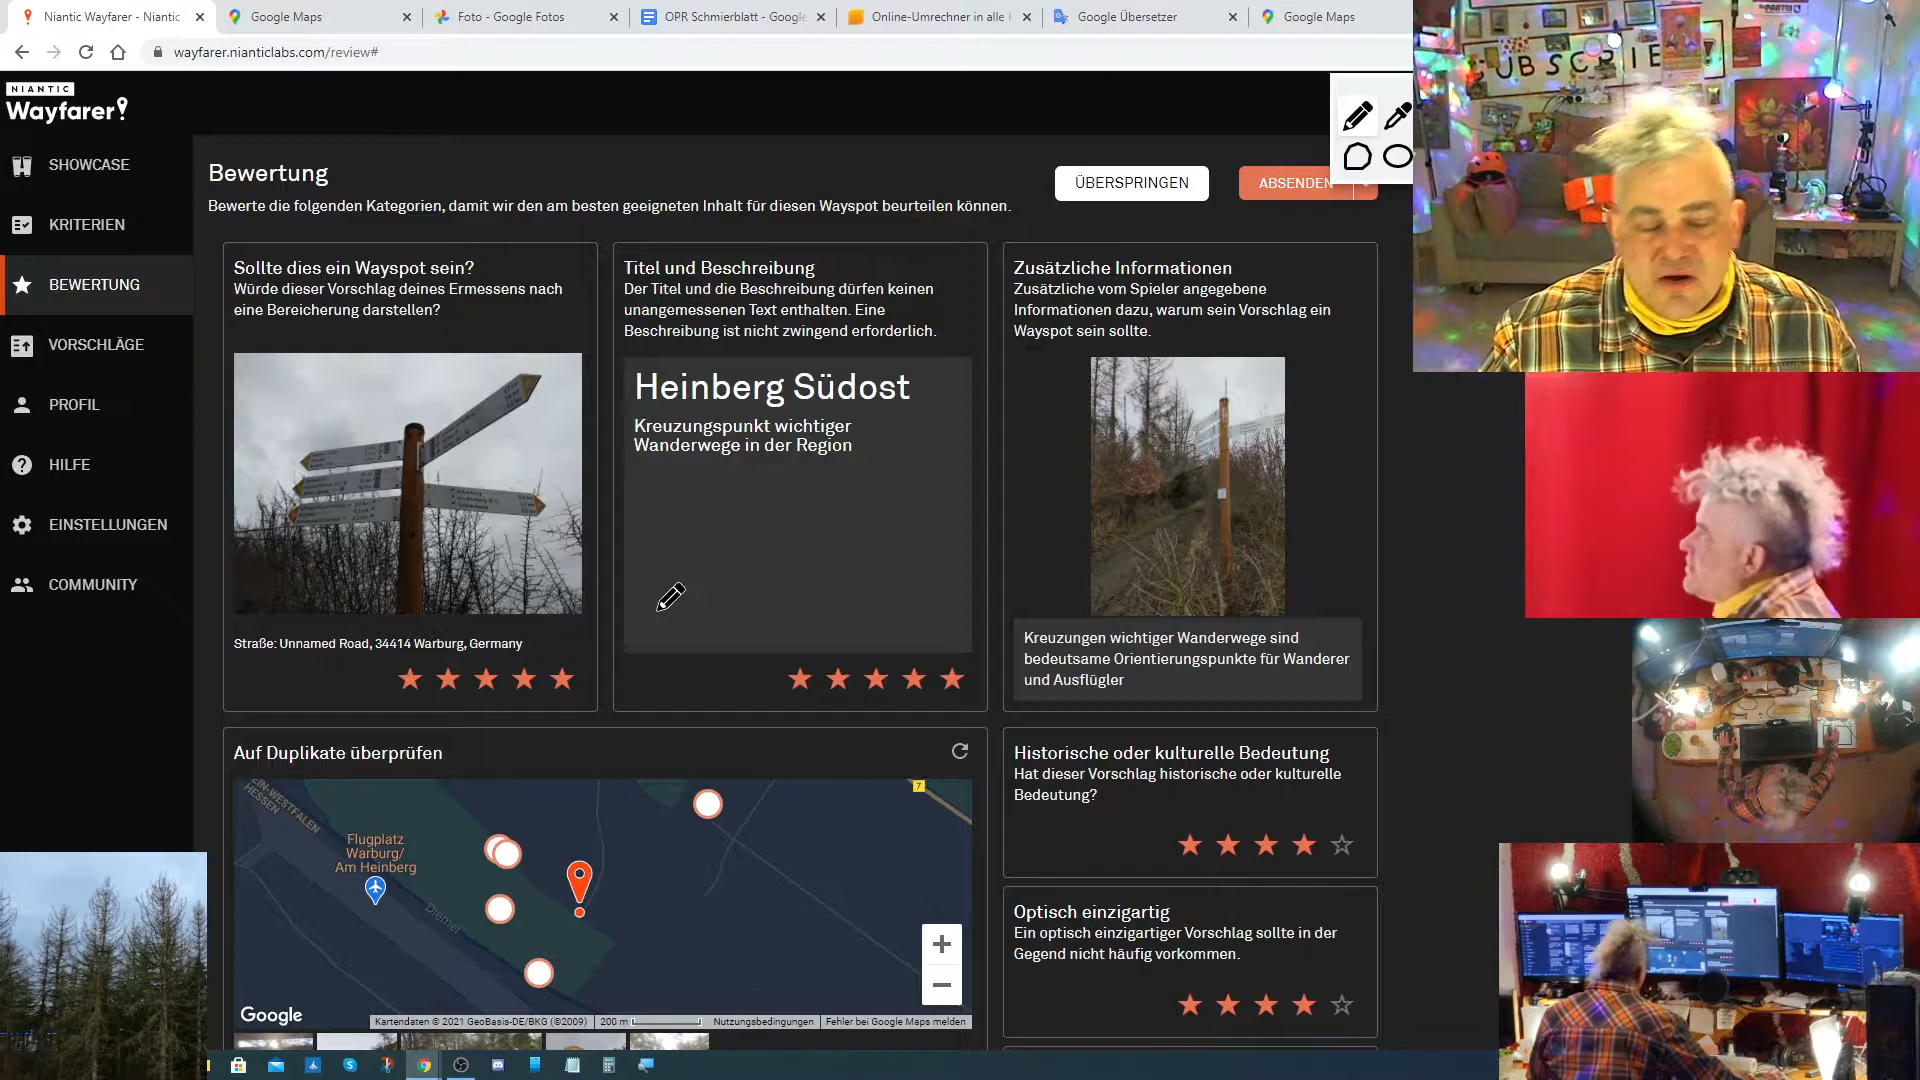 Niantic Wayfarer - Niantic
Google Maps
Foto - Google Fotos
OPR Schmierblatt - Google
Online-Umrechner in alle
Google Übersetzer
Google Maps
wayfarer.nianticlabs.com/review#
NIANTIC
Wayfarer
SHOWCASE
KRITERIEN
BEWERTUNG
VORSCHLÄGE
PROFIL
HILFE
EINSTELLUNGEN
COMMUNITY
Bewertung
Bewerte die folgenden Kategorien, damit wir den am besten geeigneten Inhalt für diesen Wayspot beurteilen können.
ÜBERSPRINGEN
ABSENDEN
Sollte dies ein Wayspot sein?
Würde dieser Vorschlag deines Ermessens nach
eine Bereicherung darstellen?
Straße: Unnamed Road, 34414 Warburg, Germany
Titel und Beschreibung
Der Titel und die Beschreibung dürfen keinen
unangemessenen Text enthalten. Eine
Beschreibung ist nicht zwingend erforderlich.
Heinberg Südost
Kreuzungspunkt wichtiger
Wanderwege in der Region
Zusätzliche Informationen
Zusätzliche vom Spieler angegebene
Informationen dazu, warum sein Vorschlag ein
Wayspot sein sollte.
Kreuzungen wichtiger Wanderwege sind
bedeutsame Orientierungspunkte für Wanderer
und Ausflügler
Auf Duplikate überprüfen
HESSEN
Flugplatz
Warburg/
Am Heinberg
Diemel
7
Google
Kartendaten © 2021 GeoBasis-DE/BKG (©2009)
200 m
Nutzungsbedingungen
Fehler bei Google Maps melden
Historische oder kulturelle Bedeutung
Hat dieser Vorschlag historische oder kulturelle
Bedeutung?
Optisch einzigartig
Ein optisch einzigartiger Vorschlag sollte in der
Gegend nicht häufig vorkommen.
UBSCRIE